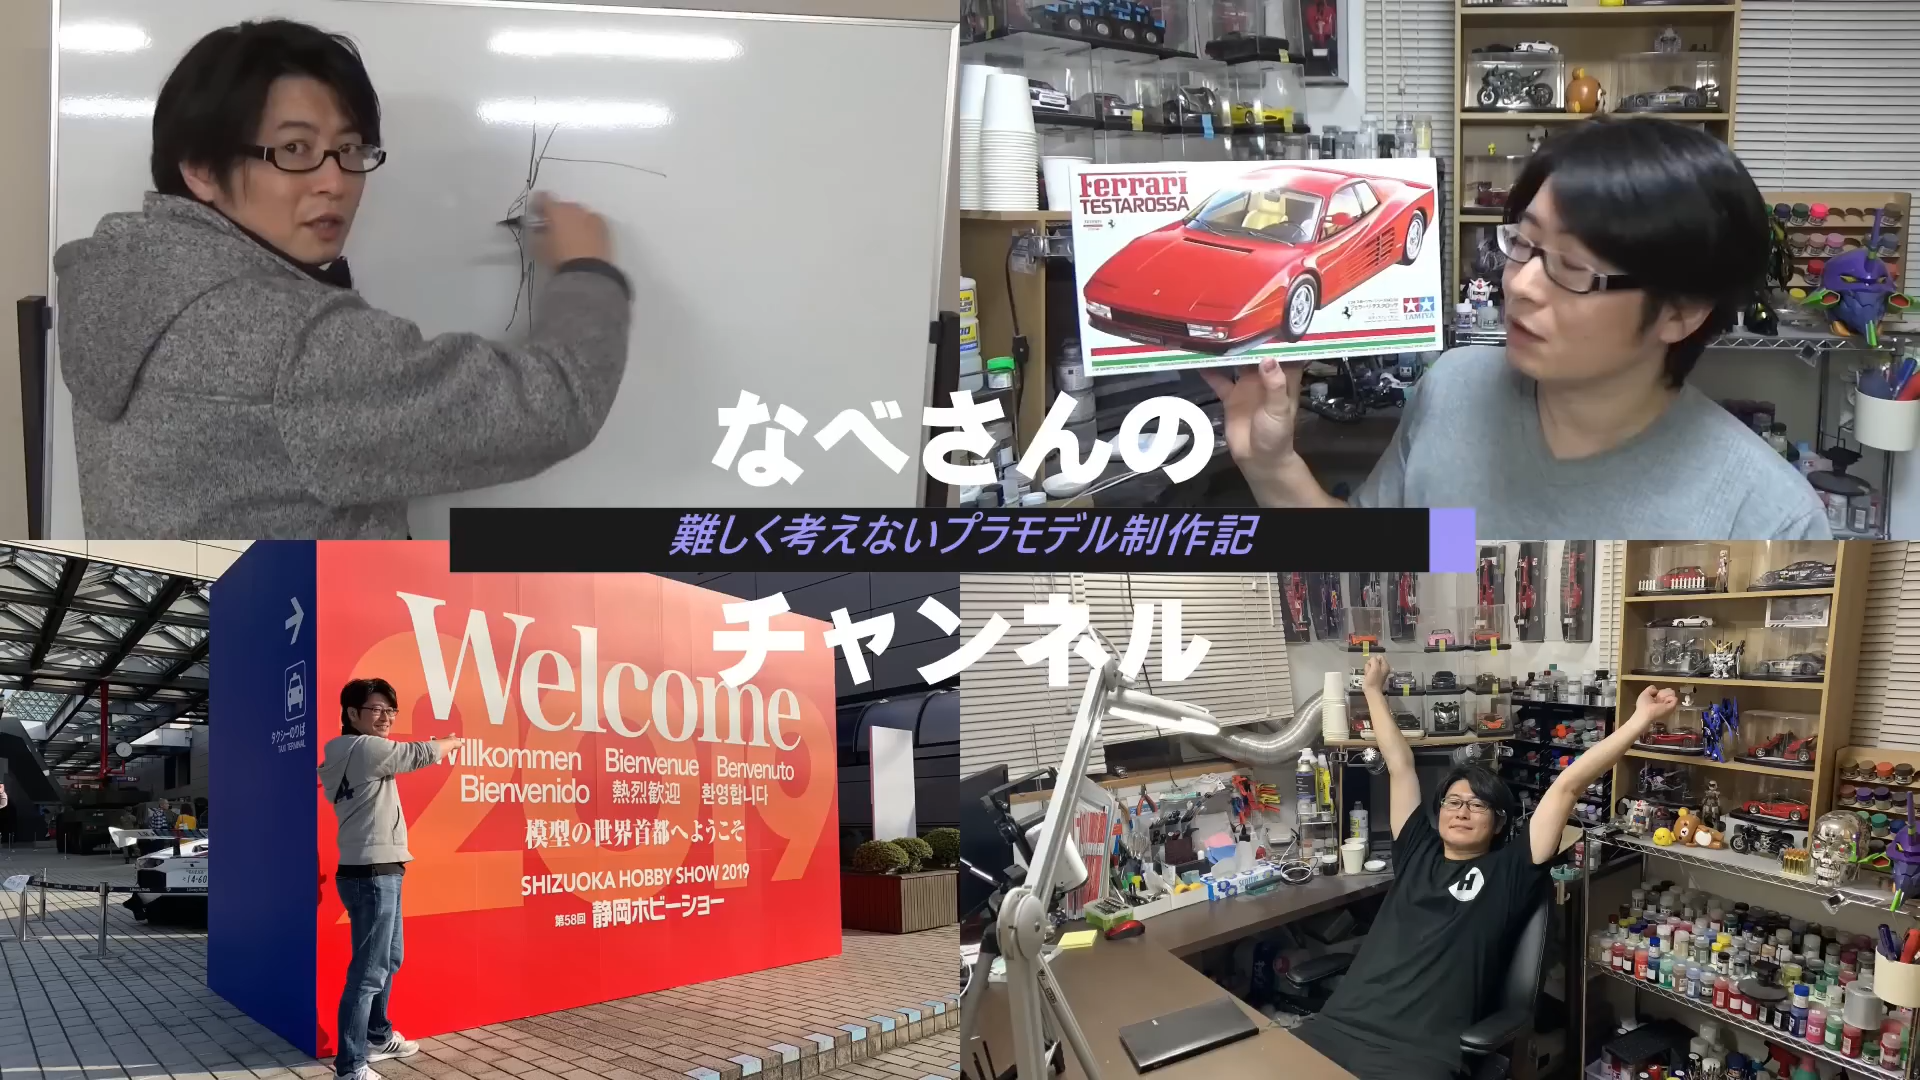 Ferrari
TESTAROSSA
TAMIYA
なべさんの
難しく考えないプラモデル制作記
チャンネル
タクシーのりば
TAXI TERMINAL
Welcome
2019
Willkommen Bienvenue Benvenuto
Bienvenido 熱烈歓迎 환영합니다
模型の世界首都へようこそ
SHIZUOKA HOBBY SHOW 2019
第58回 静岡ホビーショー
H